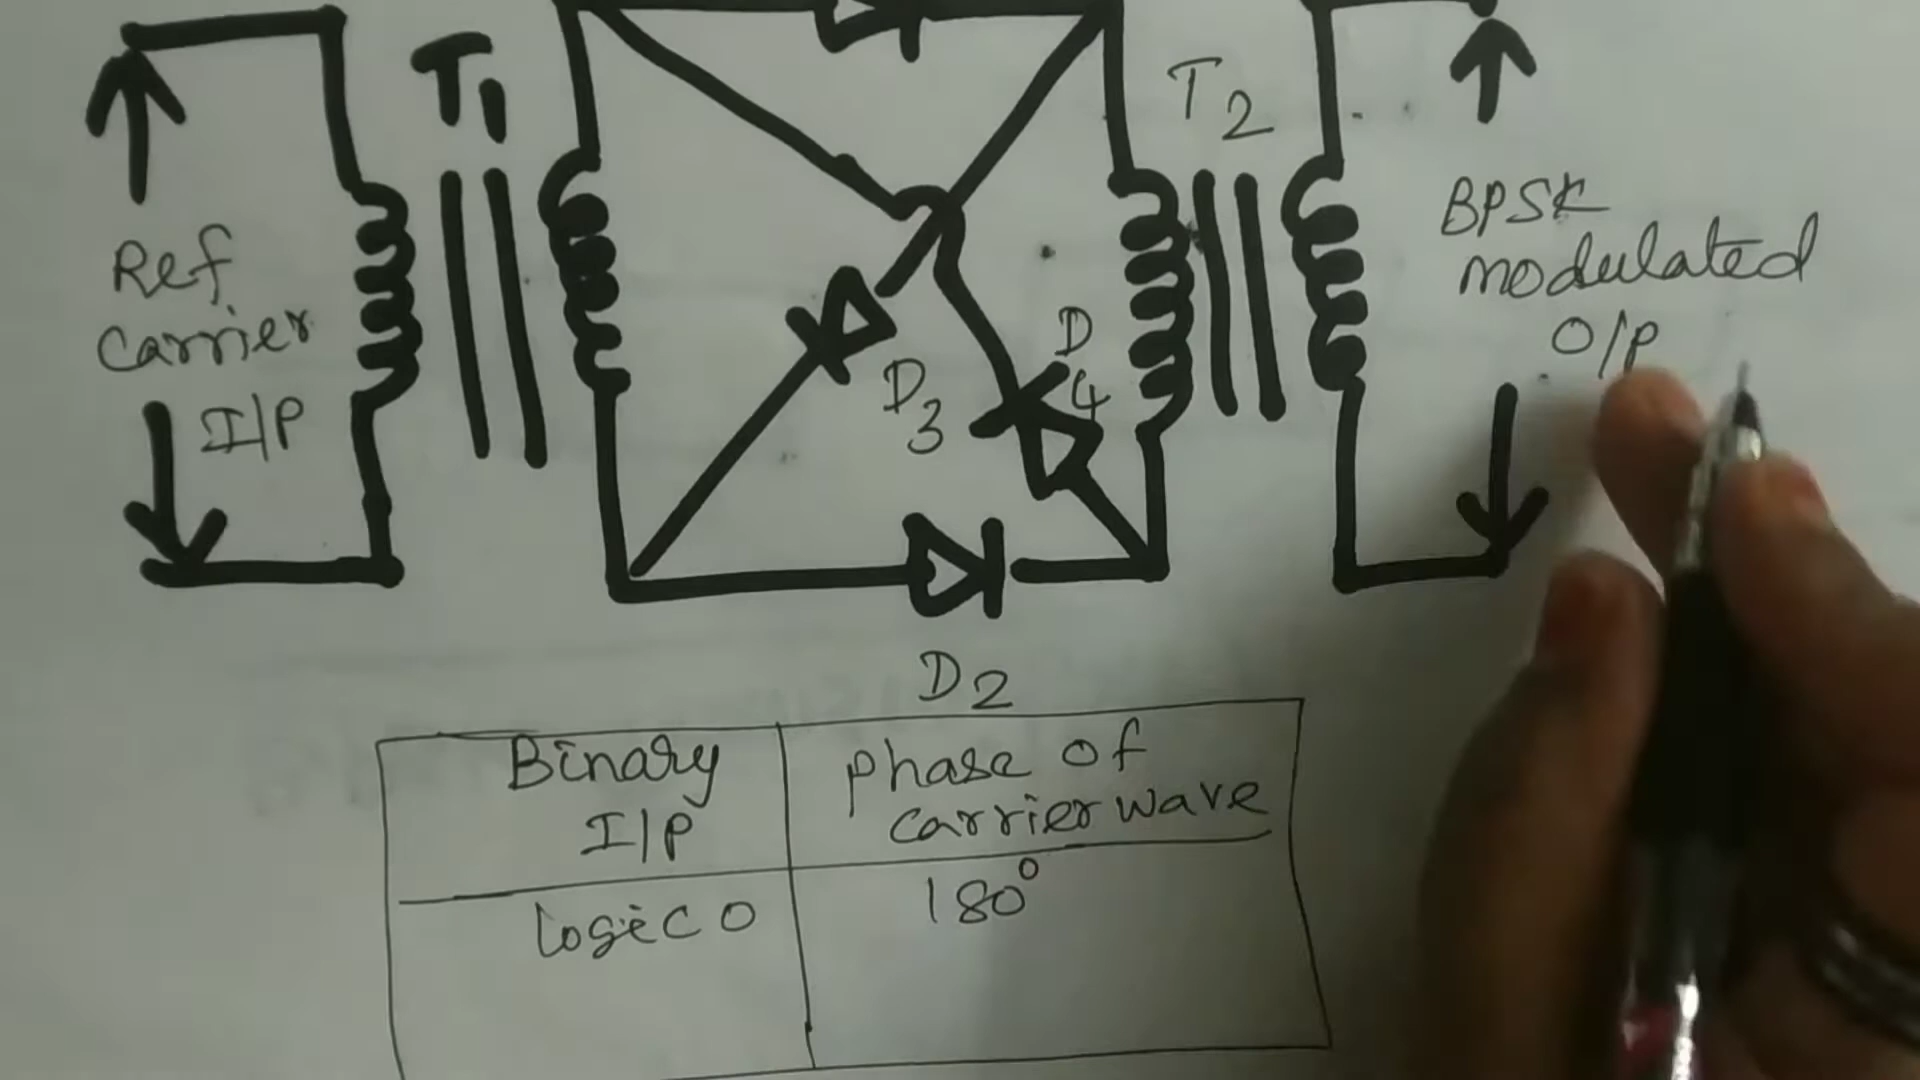 T1
T2
Ref
Carrier
I/P
BPSK
modulated
O/P
D3
D4
D2
Binary
I/P
phase of
carrier wave
Logic 0
180°